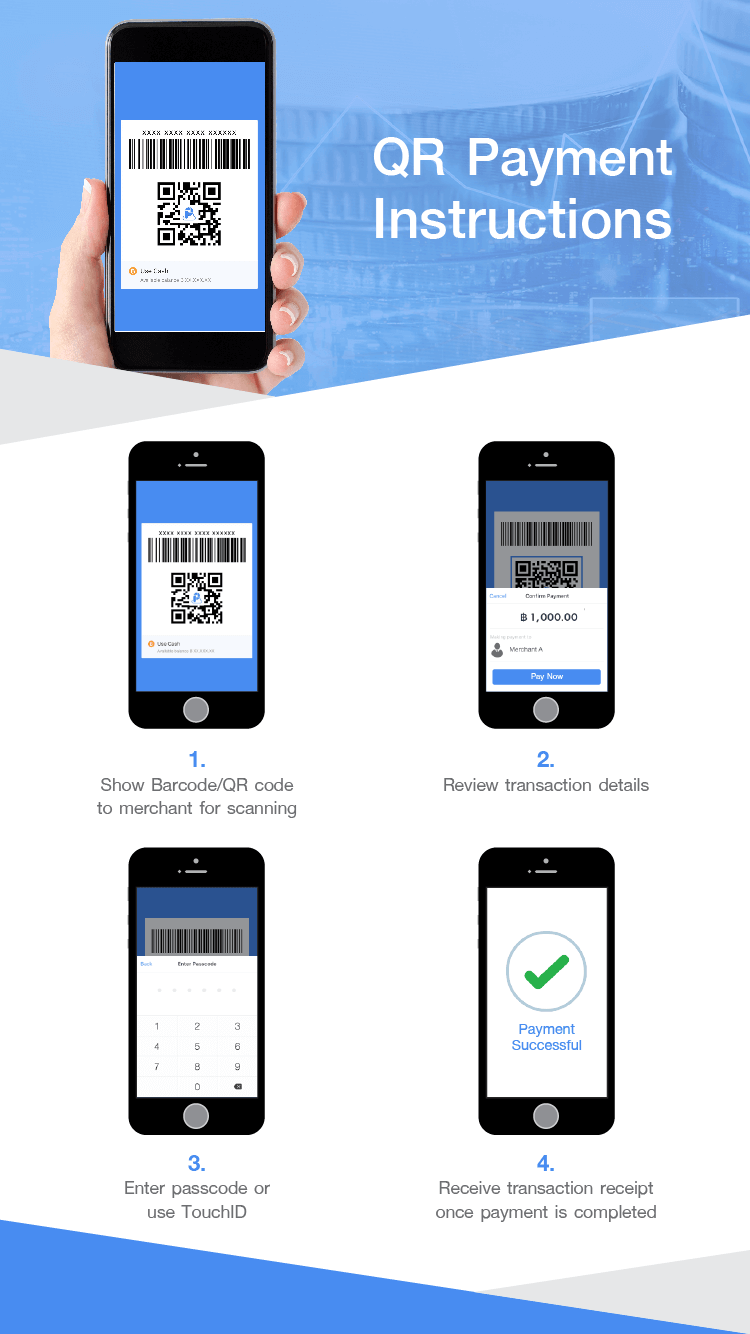 XXXX XXXX XXXX XXXXXX
Use Cash
Available balance
QR Payment
Instructions
XXXX XXXX XXXX XXXXXX
Use Cash
Available balance ฿ XX,XXX.XX
Cancel
Confirm Payment
฿ 1,000.00
Merchant A
Pay Now
1.
Show Barcode/QR code
to merchant for scanning
2.
Review transaction details
Back
Enter Passcode
1 2 3
4 5 6
7 8 9
0
Payment
Successful
3.
Enter passcode or
use TouchID
4.
Receive transaction receipt
once payment is completed